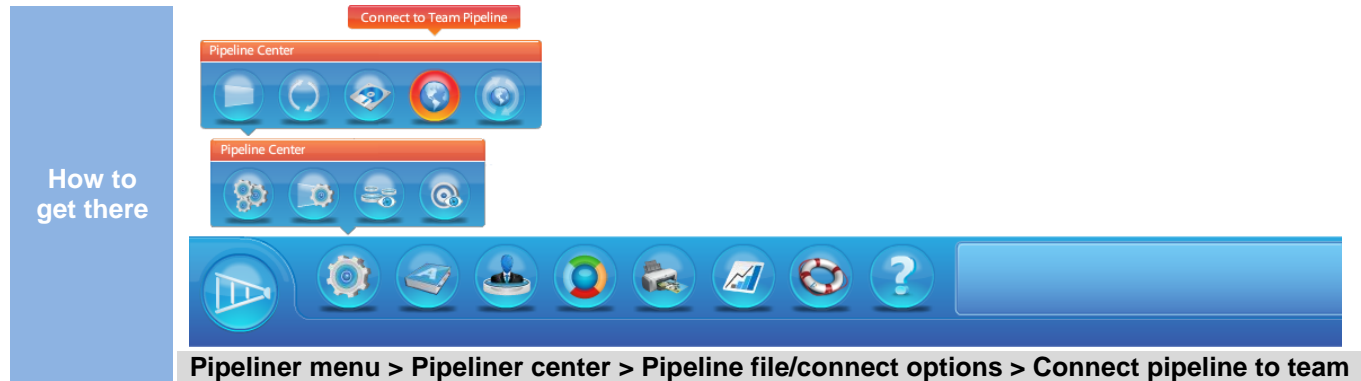 Connect to Team Pipeline
Pipeline Center
Pipeline Center
How to
get there
Pipeliner menu > Pipeliner center > Pipeline file/connect options > Connect pipeline to team